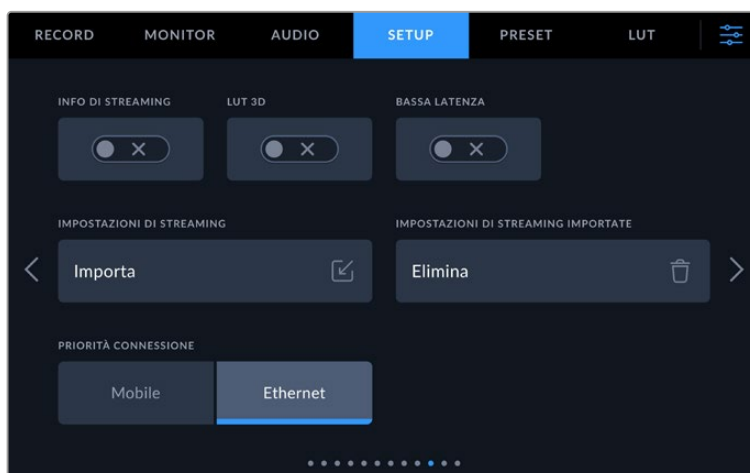 RECORD MONITOR AUDIO SETUP PRESET LUT
INFO DI STREAMING LUT 3D BASSA LATENZA
IMPOSTAZIONI DI STREAMING IMPOSTAZIONI DI STREAMING IMPORTATE
Importa Elimina
PRIORITÀ CONNESSIONE
Mobile Ethernet